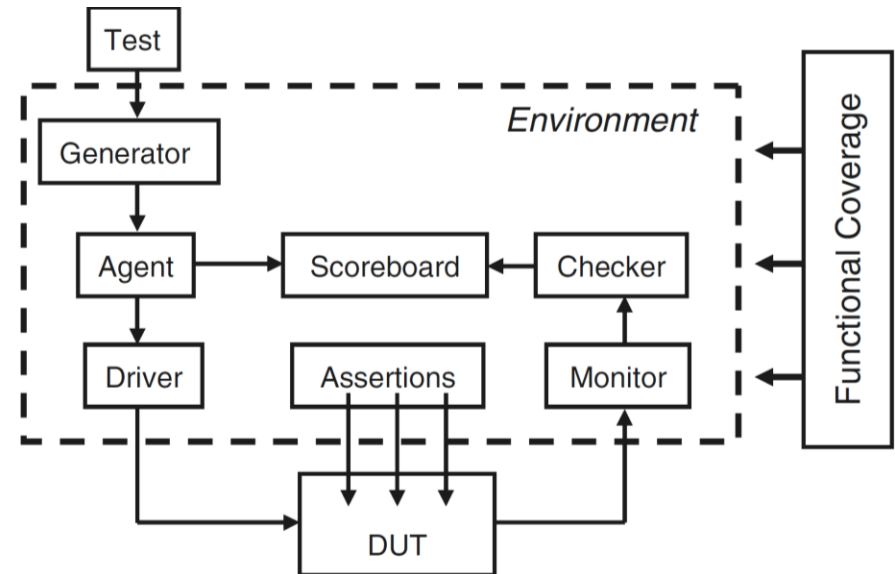 Test
Environment
Generator
Agent
Scoreboard
Checker
Driver
Assertions
Monitor
DUT
Functional Coverage